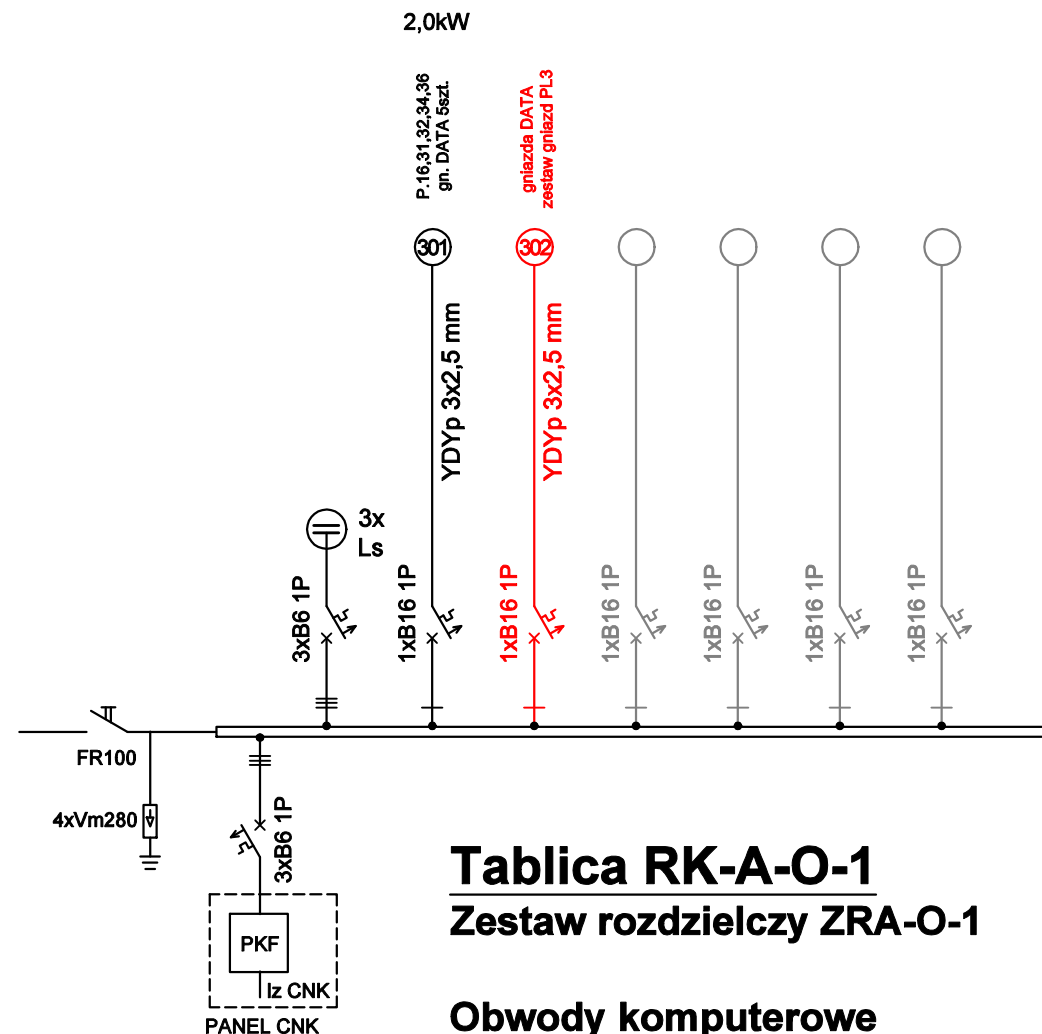 2,0kW
P.16,31,32,34,36
gn. DATA 5szt.
gniazda DATA
zestaw gniazd PL3
301
302
YDYp 3x2,5 mm
YDYp 3x2,5 mm
3x
Ls
3xB6 1P
1xB16 1P
1xB16 1P
1xB16 1P
1xB16 1P
1xB16 1P
1xB16 1P
FR100
4xVm280
3xB6 1P
PKF
Iz CNK
PANEL CNK
Tablica RK-A-O-1
Zestaw rozdzielczy ZRA-O-1
Obwody komputerowe